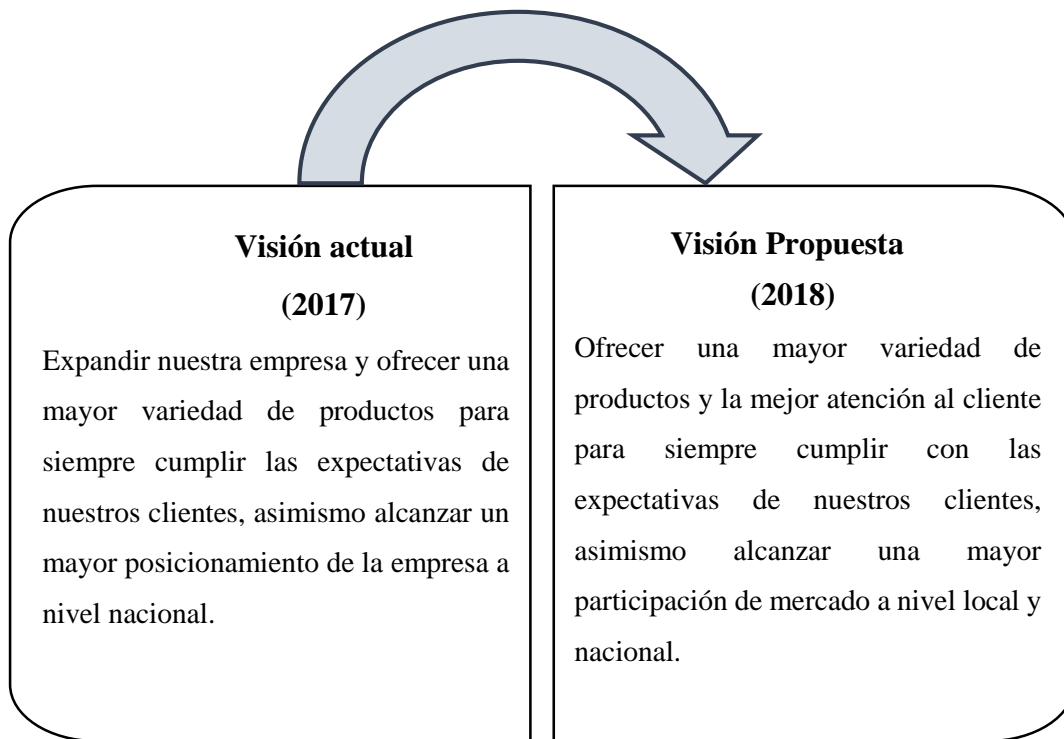 Visión actual
(2017)
Expandir nuestra empresa y ofrecer una
mayor variedad de productos para
siempre cumplir las expectativas de
nuestros clientes, asimismo alcanzar un
mayor posicionamiento de la empresa a
nivel nacional.
Visión Propuesta
(2018)
Ofrecer una mayor variedad de
productos y la mejor atención al cliente
para siempre cumplir con las
expectativas de nuestros clientes,
asimismo alcanzar una mayor
participación de mercado a nivel local y
nacional.